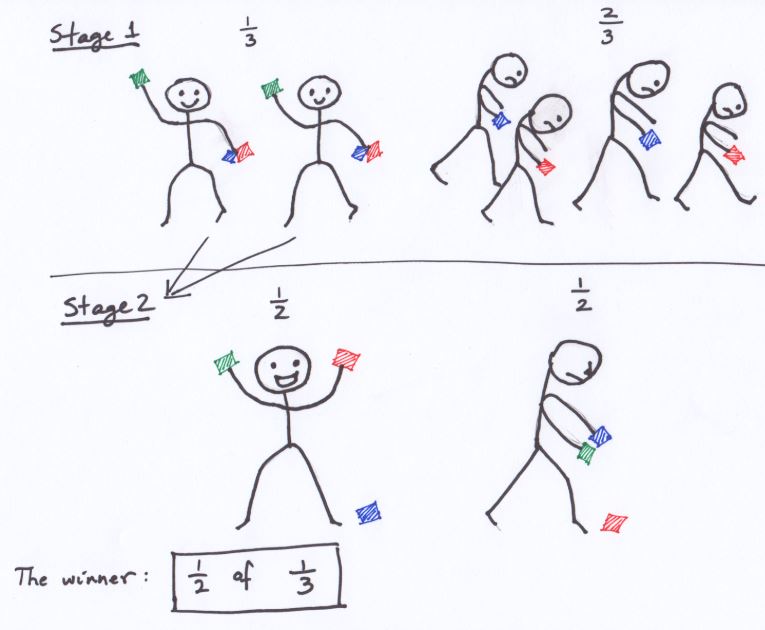 Stage 1 1/3 2/3
Stage 2 1/2 1/2
The winner: 1/2 of 1/3